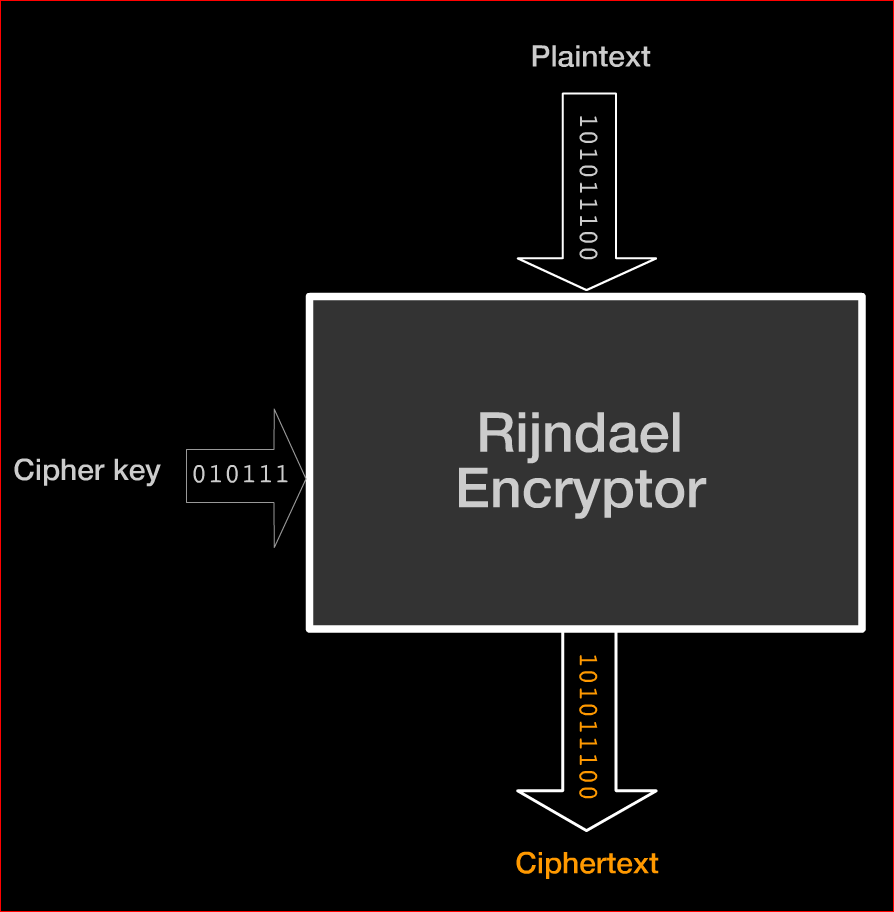 Plaintext
101011100
Cipher key
010111
Rijndael
Encryptor
101011100
Ciphertext